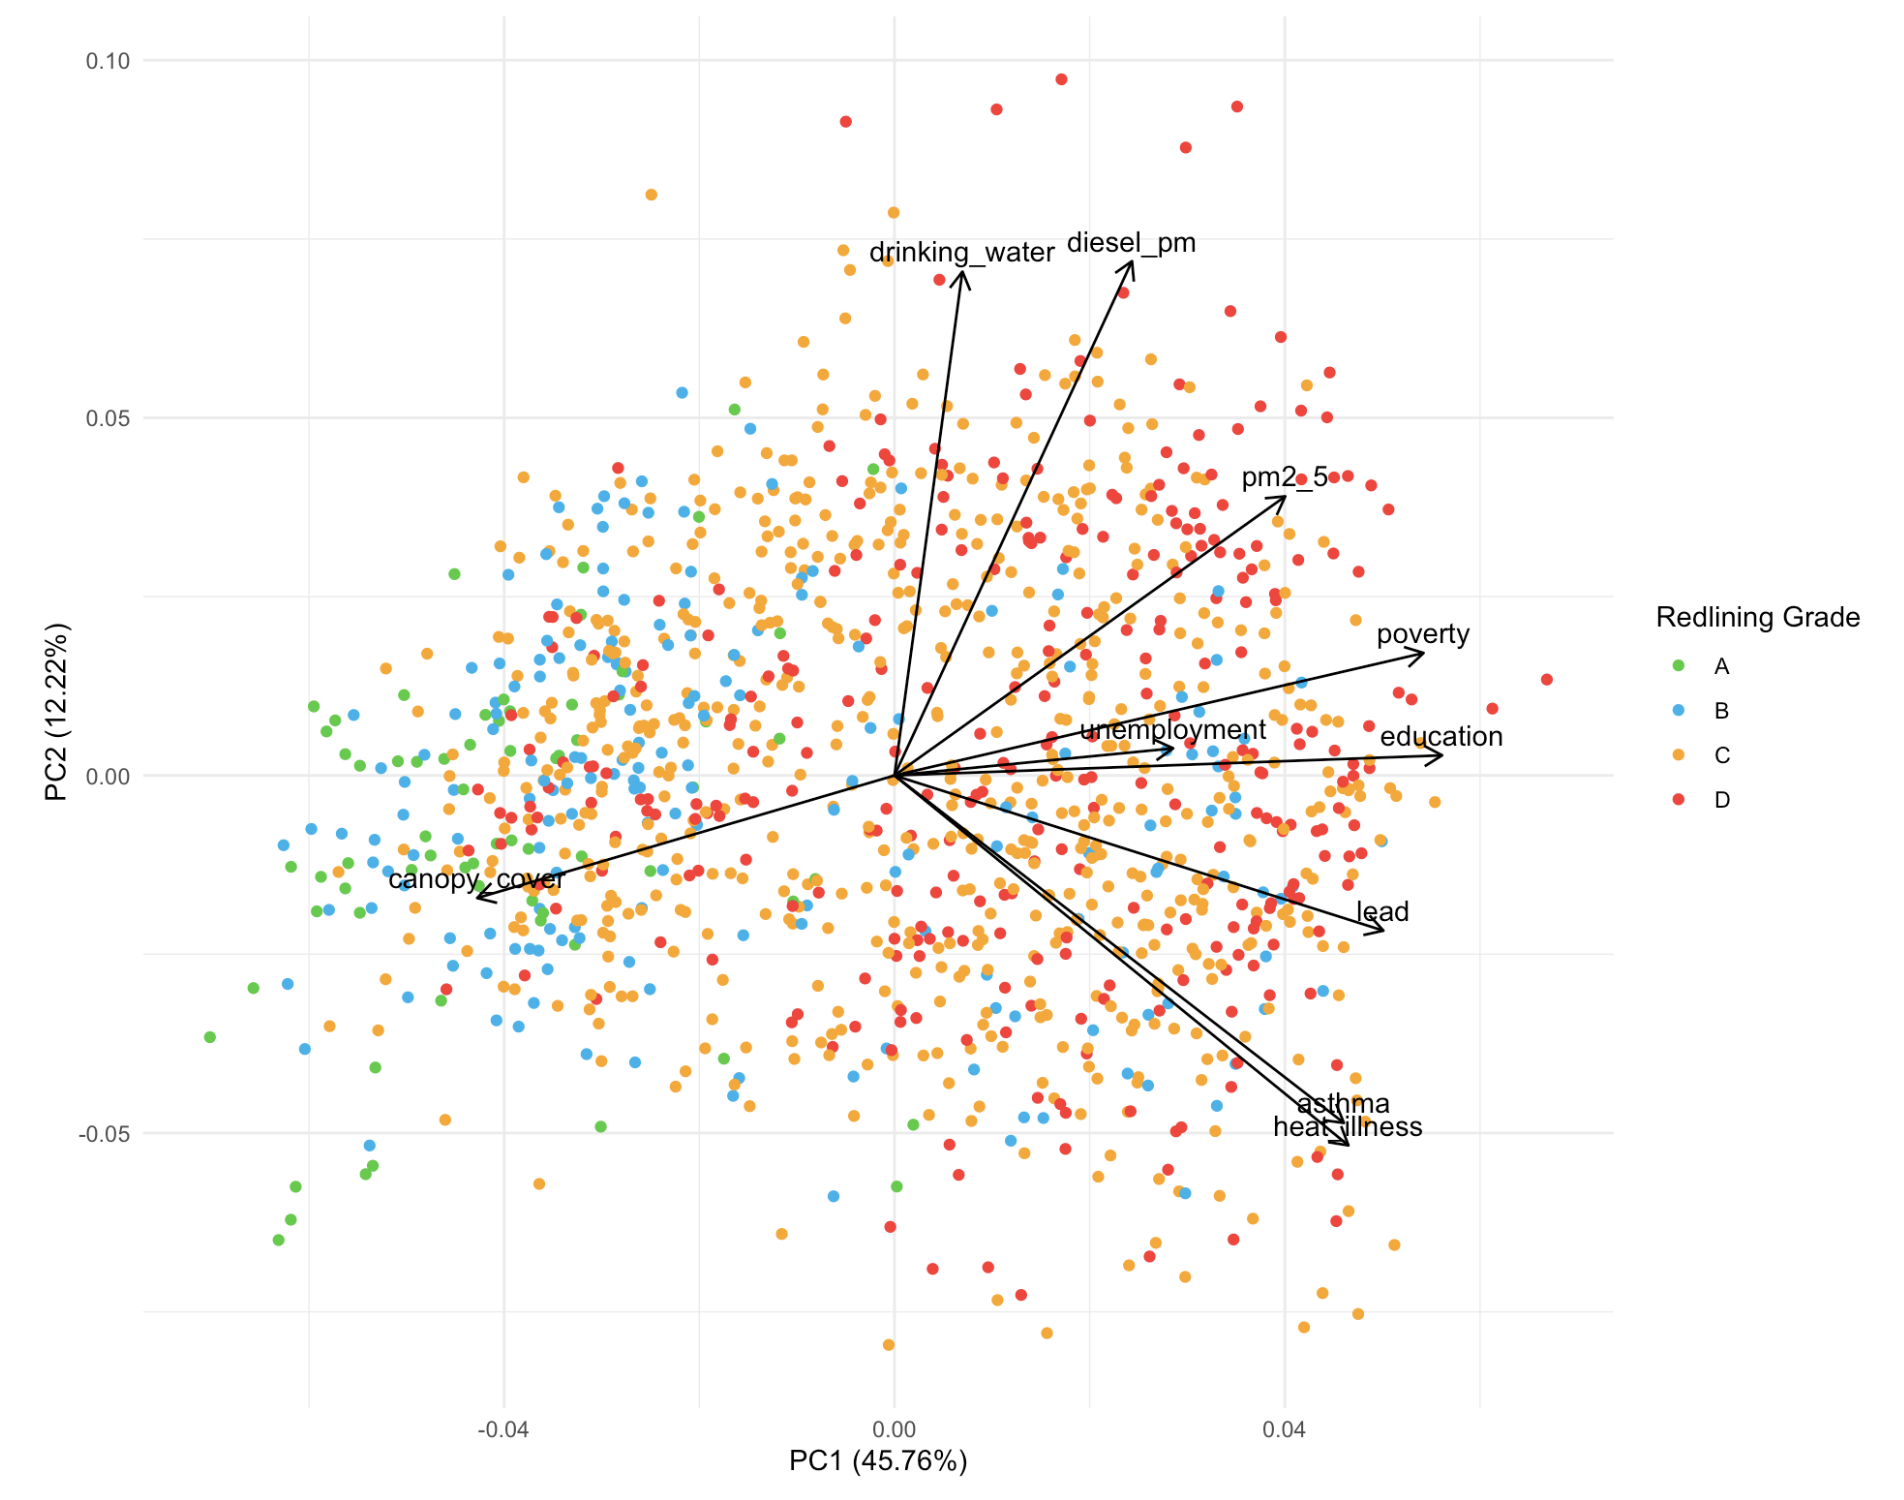 0.10
0.05
0.00
-0.05
PC2 (12.22%)
drinking_water
diesel_pm
pm2_5
poverty
unemployment
education
canopy_cover
lead
asthma
heat_illness
-0.04
0.00
0.04
PC1 (45.76%)
Redlining Grade
A
B
C
D